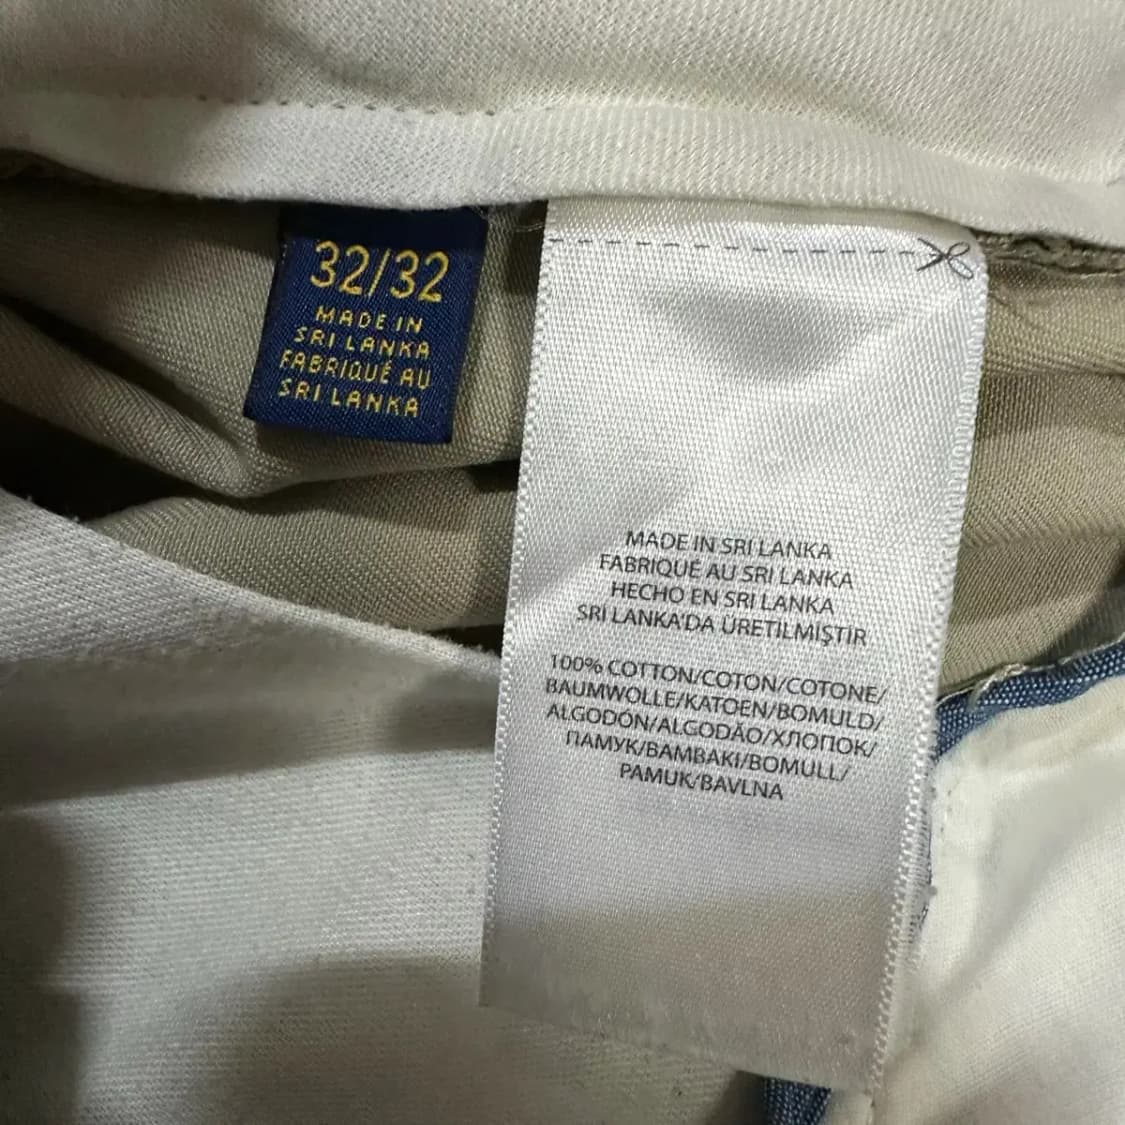 32/32
MADE IN
SRI LANKA
FABRIQUÉ AU
SRI LANKA
MADE IN SRI LANKA
FABRIQUÉ AU SRI LANKA
HECHO EN SRI LANKA
SRI LANKA'DA ÜRETILMIŞTIR
100% COTTON/COTON/COTONE/
BAUMWOLLE/KATOEN/BOMULD/
ALGODÓN/ALGODÃO/ХЛОПОК/
ПАМУК/ΒΑΜΒΑΚΙ/BOMULL/
PAMUK/BAVLNA